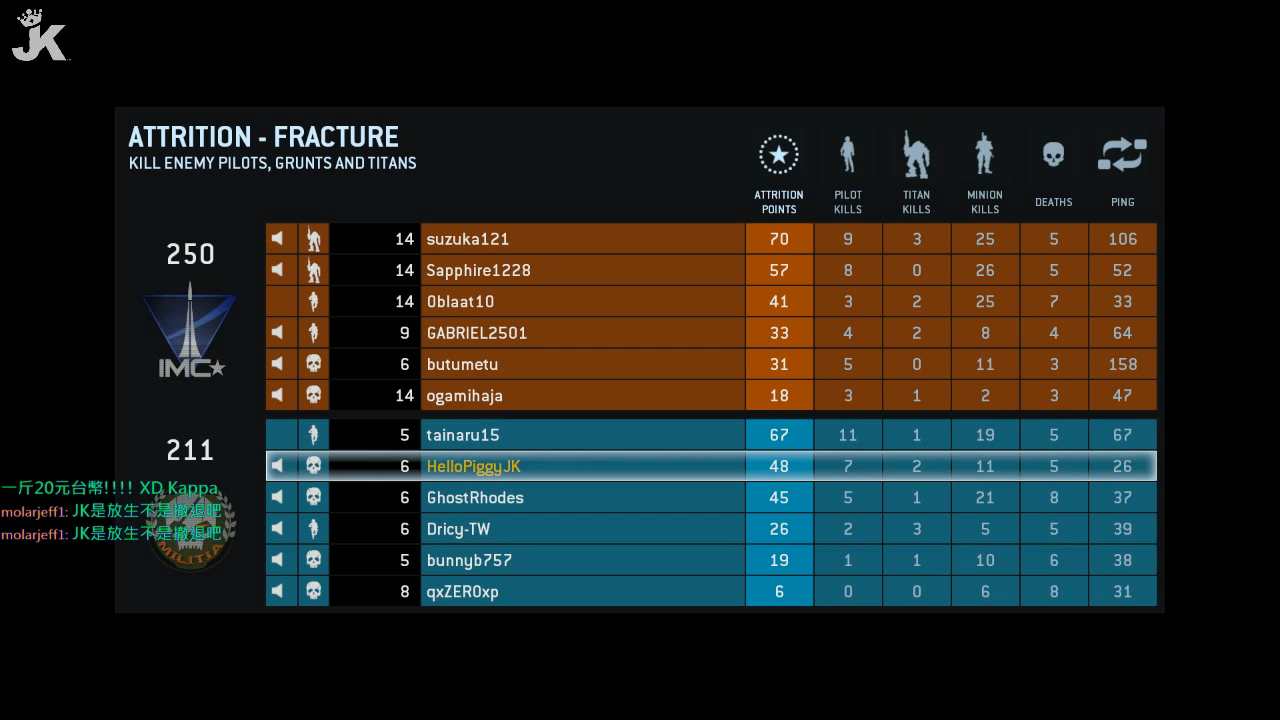 JK
ATTRITION - FRACTURE
KILL ENEMY PILOTS, GRUNTS AND TITANS
ATTRITION POINTS PILOT KILLS TITAN KILLS MINION KILLS DEATHS PING
250
IMC
14 suzuka121 70 9 3 25 5 106
14 Sapphire1228 57 8 0 26 5 52
14 Oblaat10 41 3 2 25 7 33
9 GABRIEL2501 33 4 2 8 4 64
6 butumetu 31 5 0 11 3 158
14 ogamihaja 18 3 1 2 3 47
211
MILITIA
5 tainaru15 67 11 1 19 5 67
6 HelloPiggyJK 48 7 2 11 5 26
6 GhostRhodes 45 5 1 21 8 37
6 Dricy-TW 26 2 3 5 5 39
5 bunnyb757 19 1 1 10 6 38
8 qxZEROxp 6 0 0 6 8 31
一斤20元台幣!!!! XD Kappa
molarjeff1: JK是放生不是撤退吧
molarjeff1: JK是放生不是撤退吧